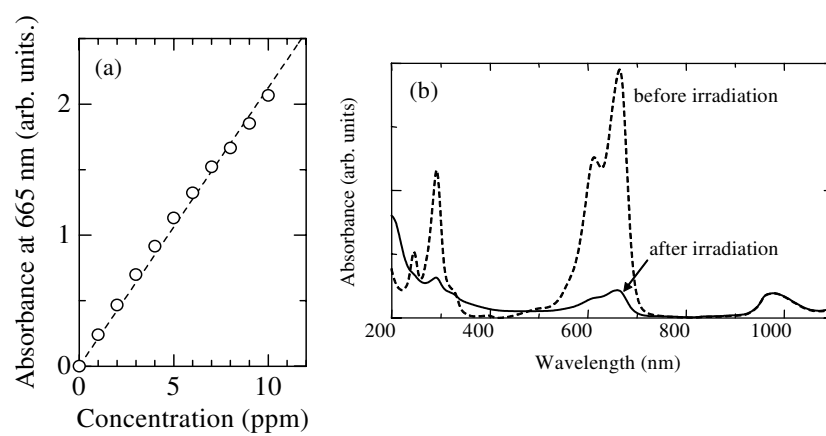 (a)
Absorbance at 665 nm (arb. units.)
2
1
0
0
5
10
Concentration (ppm)
(b)
before irradiation
after irradiation
Absorbance (arb. units)
200
400
600
800
1000
Wavelength (nm)